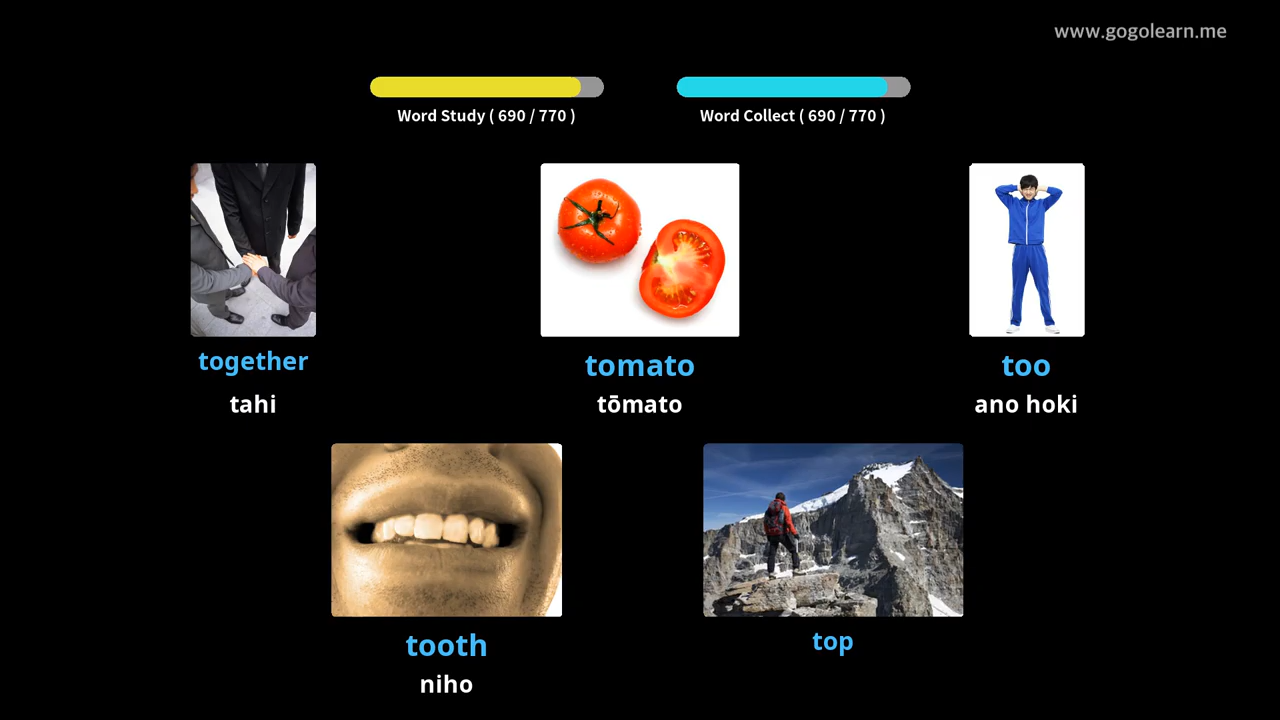 www.gogolearn.me
Word Study ( 690 / 770 )
Word Collect ( 690 / 770 )
together
tahi
tomato
tōmato
too
ano hoki
tooth
niho
top